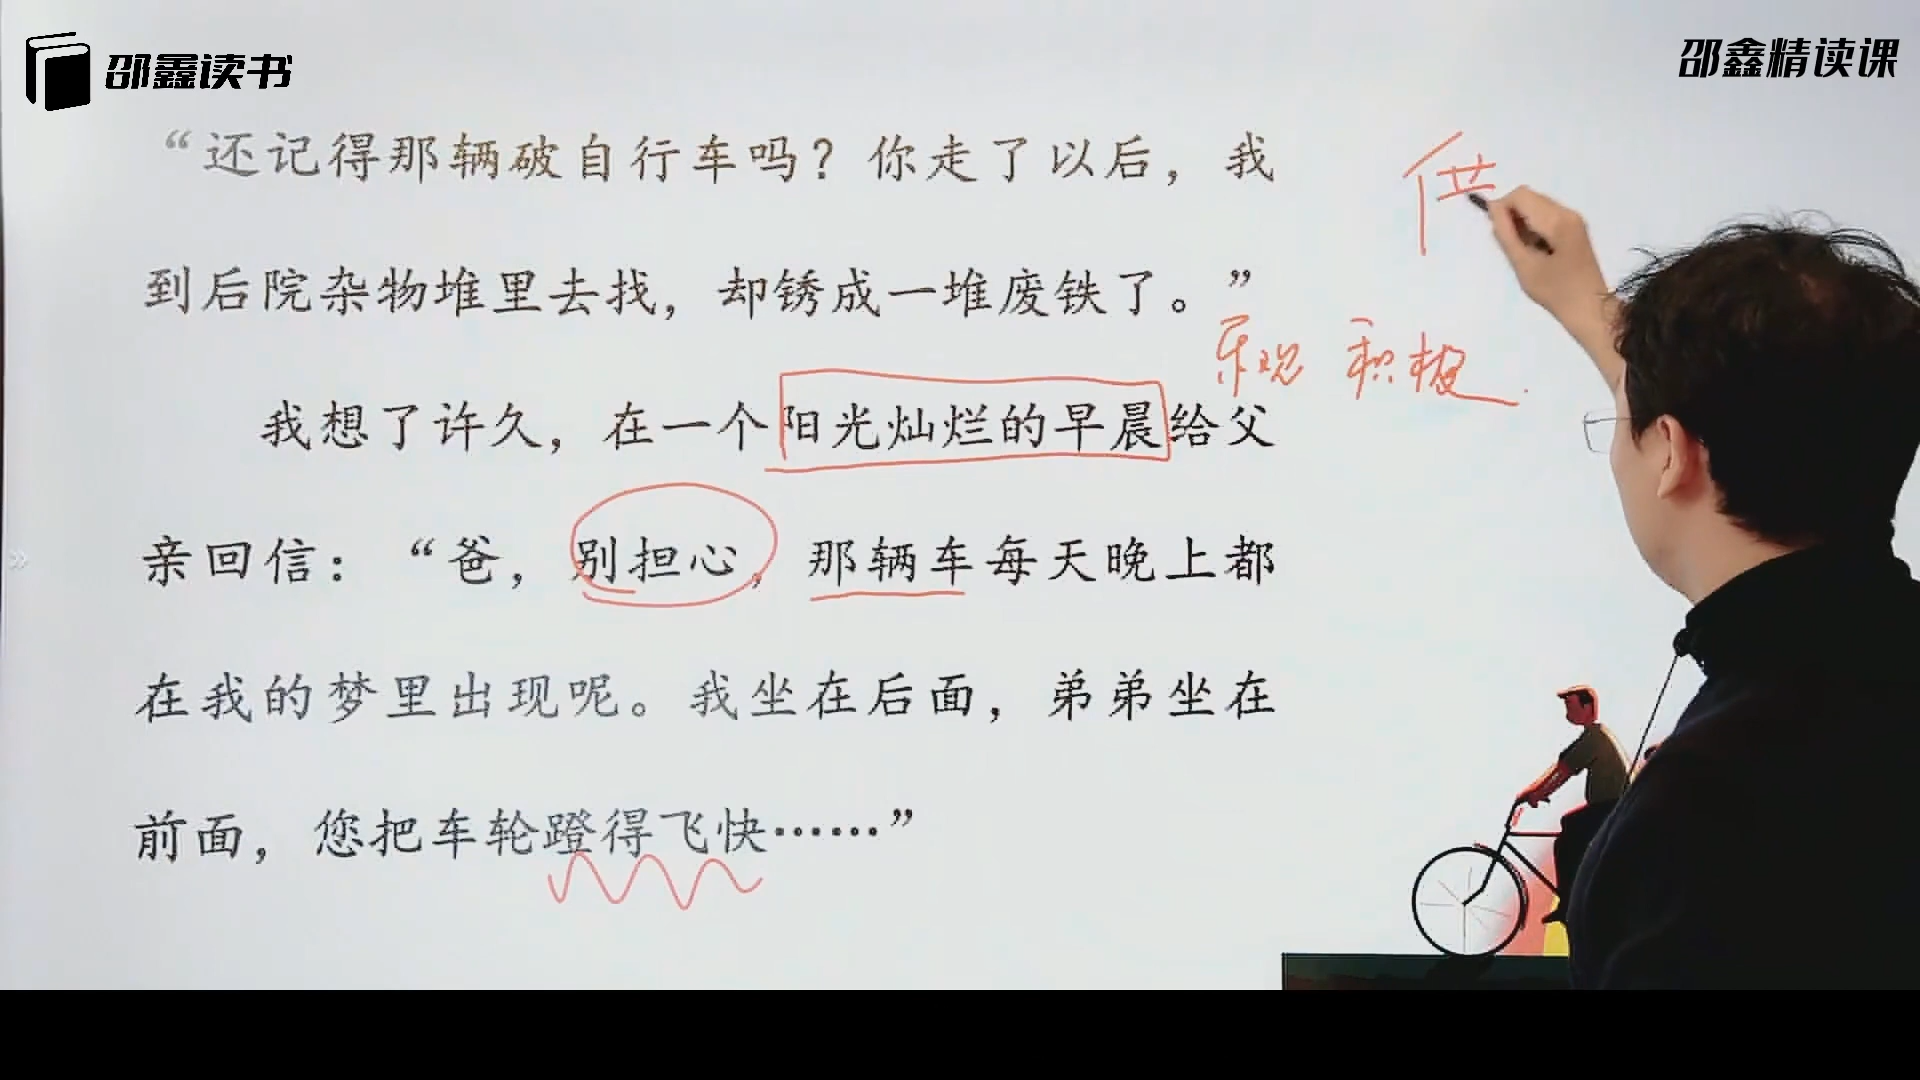 邵鑫读书
邵鑫精读课
“还记得那辆破自行车吗？你走了以后，我
到后院杂物堆里去找，却锈成一堆废铁了。”
乐观 积极
我想了许久，在一个阳光灿烂的早晨给父
亲回信：“爸，别担心，那辆车每天晚上都
在我的梦里出现呢。我坐在后面，弟弟坐在
前面，您把车轮蹬得飞快……”